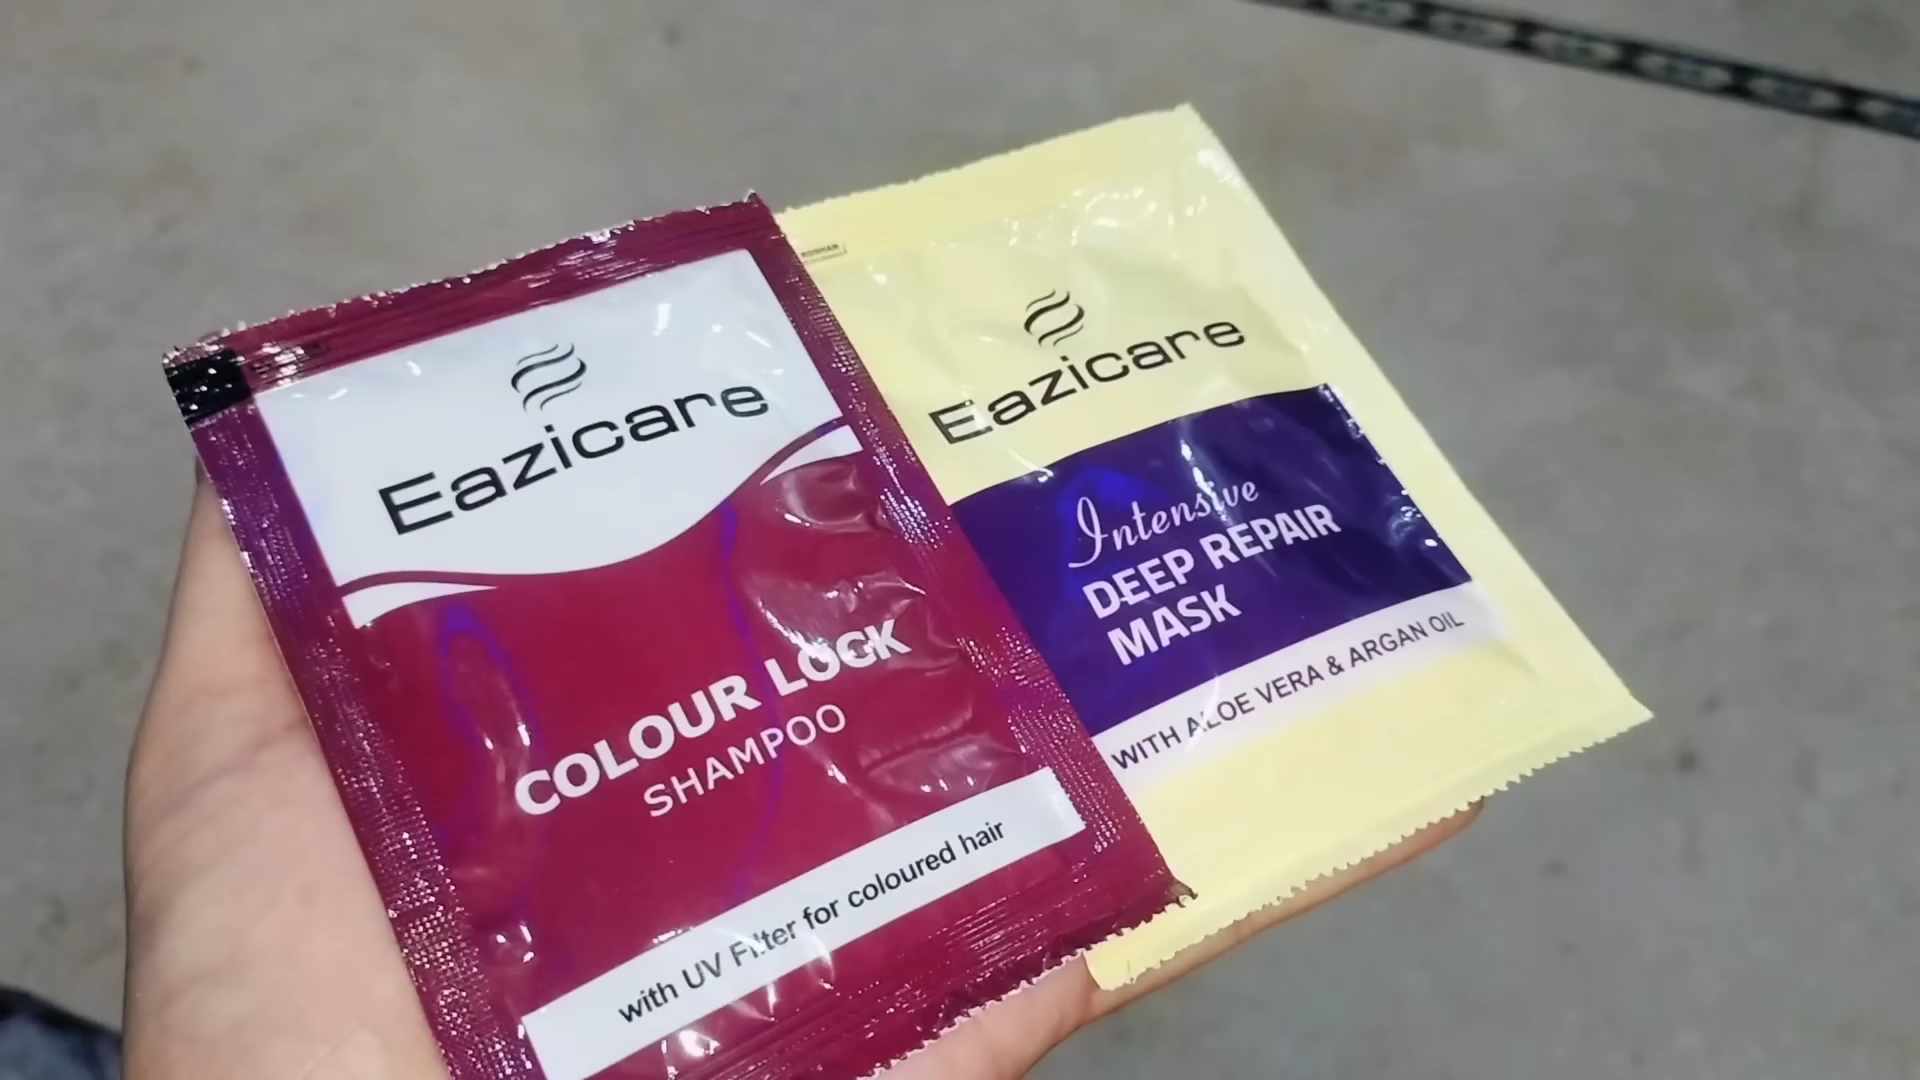 Eazicare
COLOUR LOCK
SHAMPOO
with UV Filter for coloured hair
Eazicare
Intensive
DEEP REPAIR
MASK
WITH ALOE VERA & ARGAN OIL